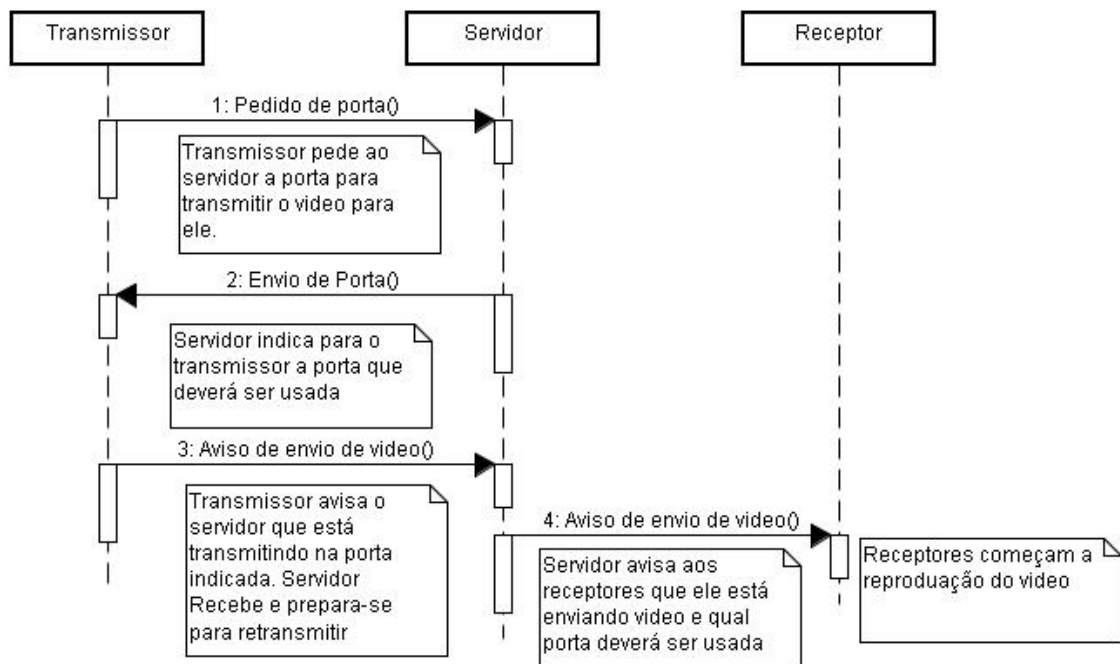 Transmissor
Servidor
Receptor
1: Pedido de porta()
Transmissor pede ao
servidor a porta para
transmitir o video para
ele.
2: Envio de Porta()
Servidor indica para o
transmissor a porta que
deverá ser usada
3: Aviso de envio de video()
Transmissor avisa o
servidor que está
transmitindo na porta
indicada. Servidor
Recebe e prepara-se
para retransmitir
4: Aviso de envio de video()
Servidor avisa aos
receptores que ele está
enviando video e qual
porta deverá ser usada
Receptores começam a
reproduação do video